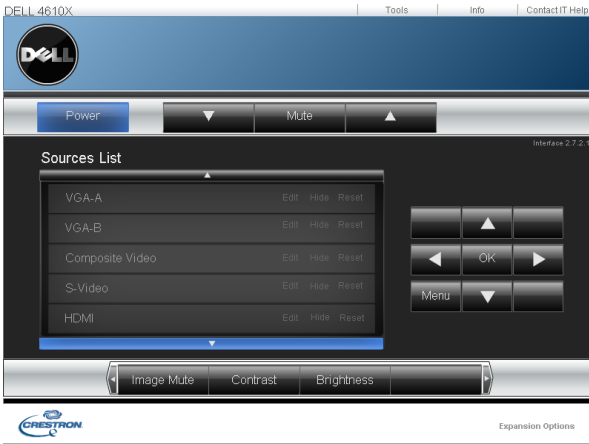 DELL 4610X
Tools
Info
Contact IT Help
DELL
Power
Mute
Interface 2.7.2.1
Sources List
VGA-A Edit Hide Reset
VGA-B Edit Hide Reset
Composite Video Edit Hide Reset
S-Video Edit Hide Reset
HDMI Edit Hide Reset
OK
Menu
Image Mute
Contrast
Brightness
CRESTRON
Expansion Options